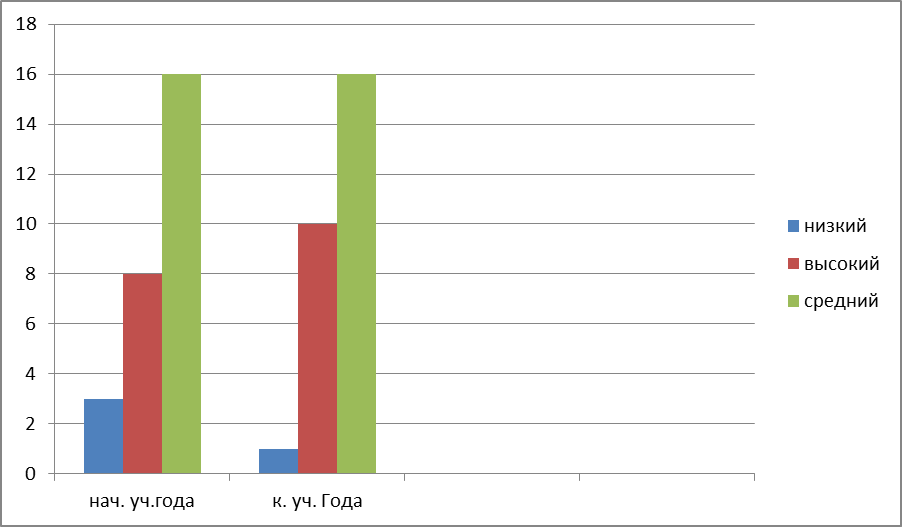 18
16
14
12
10
8
6
4
2
0
нач. уч.года
к. уч. Года
низкий
высокий
средний